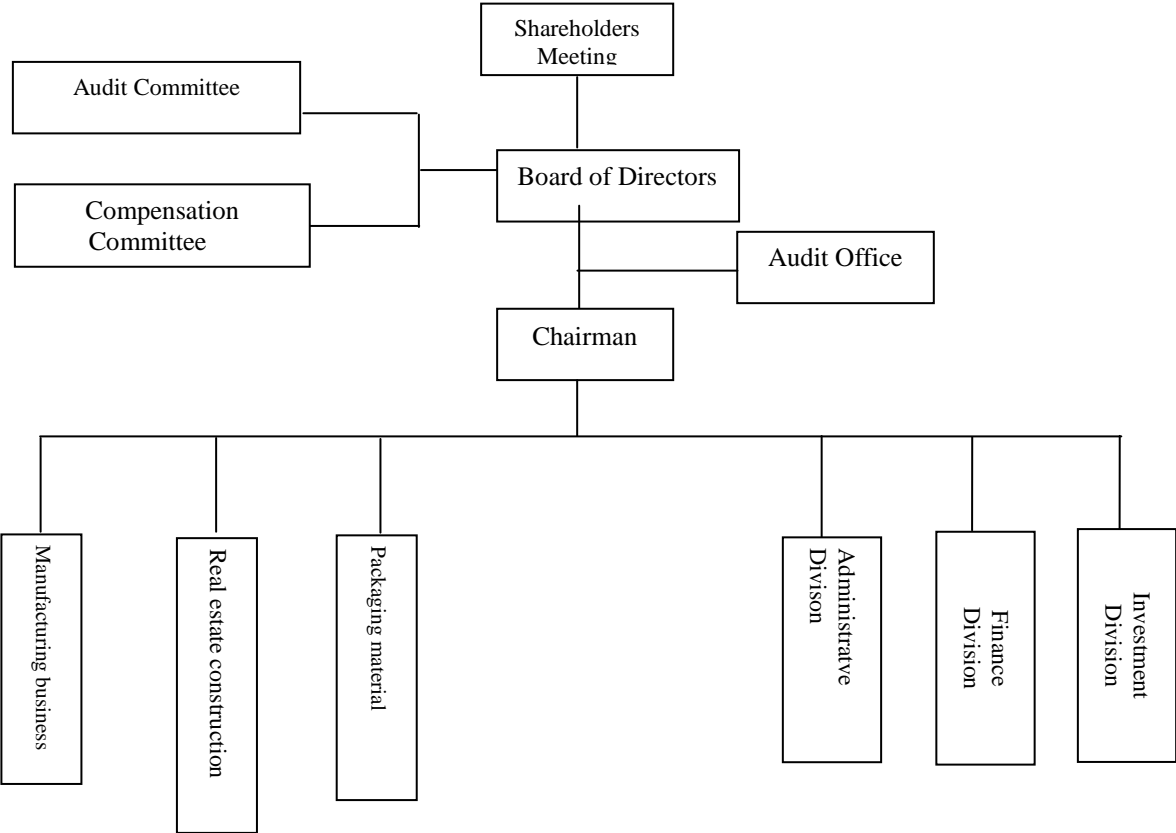 Shareholders
Meeting
Audit Committee
Board of Directors
Compensation
Committee
Audit Office
Chairman
Manufacturing business
Real estate construction
Packaging material
Administratve
Divison
Finance
Division
Investment
Division